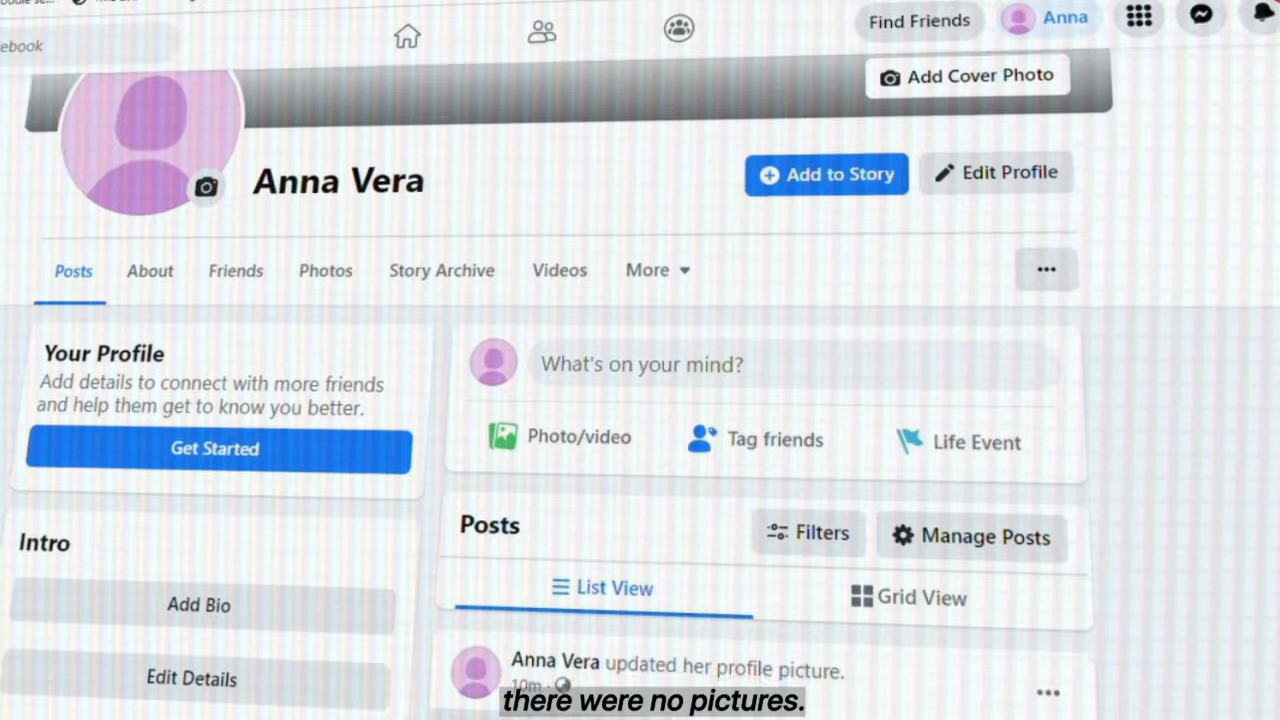 ebook
Find Friends
Anna
Add Cover Photo
Anna Vera
Add to Story
Edit Profile
Posts
About
Friends
Photos
Story Archive
Videos
More
Your Profile
Add details to connect with more friends
and help them get to know you better.
Get Started
Intro
Add Bio
Edit Details
What's on your mind?
Photo/video
Tag friends
Life Event
Posts
Filters
Manage Posts
List View
Grid View
Anna Vera updated her profile picture.
10m
there were no pictures.